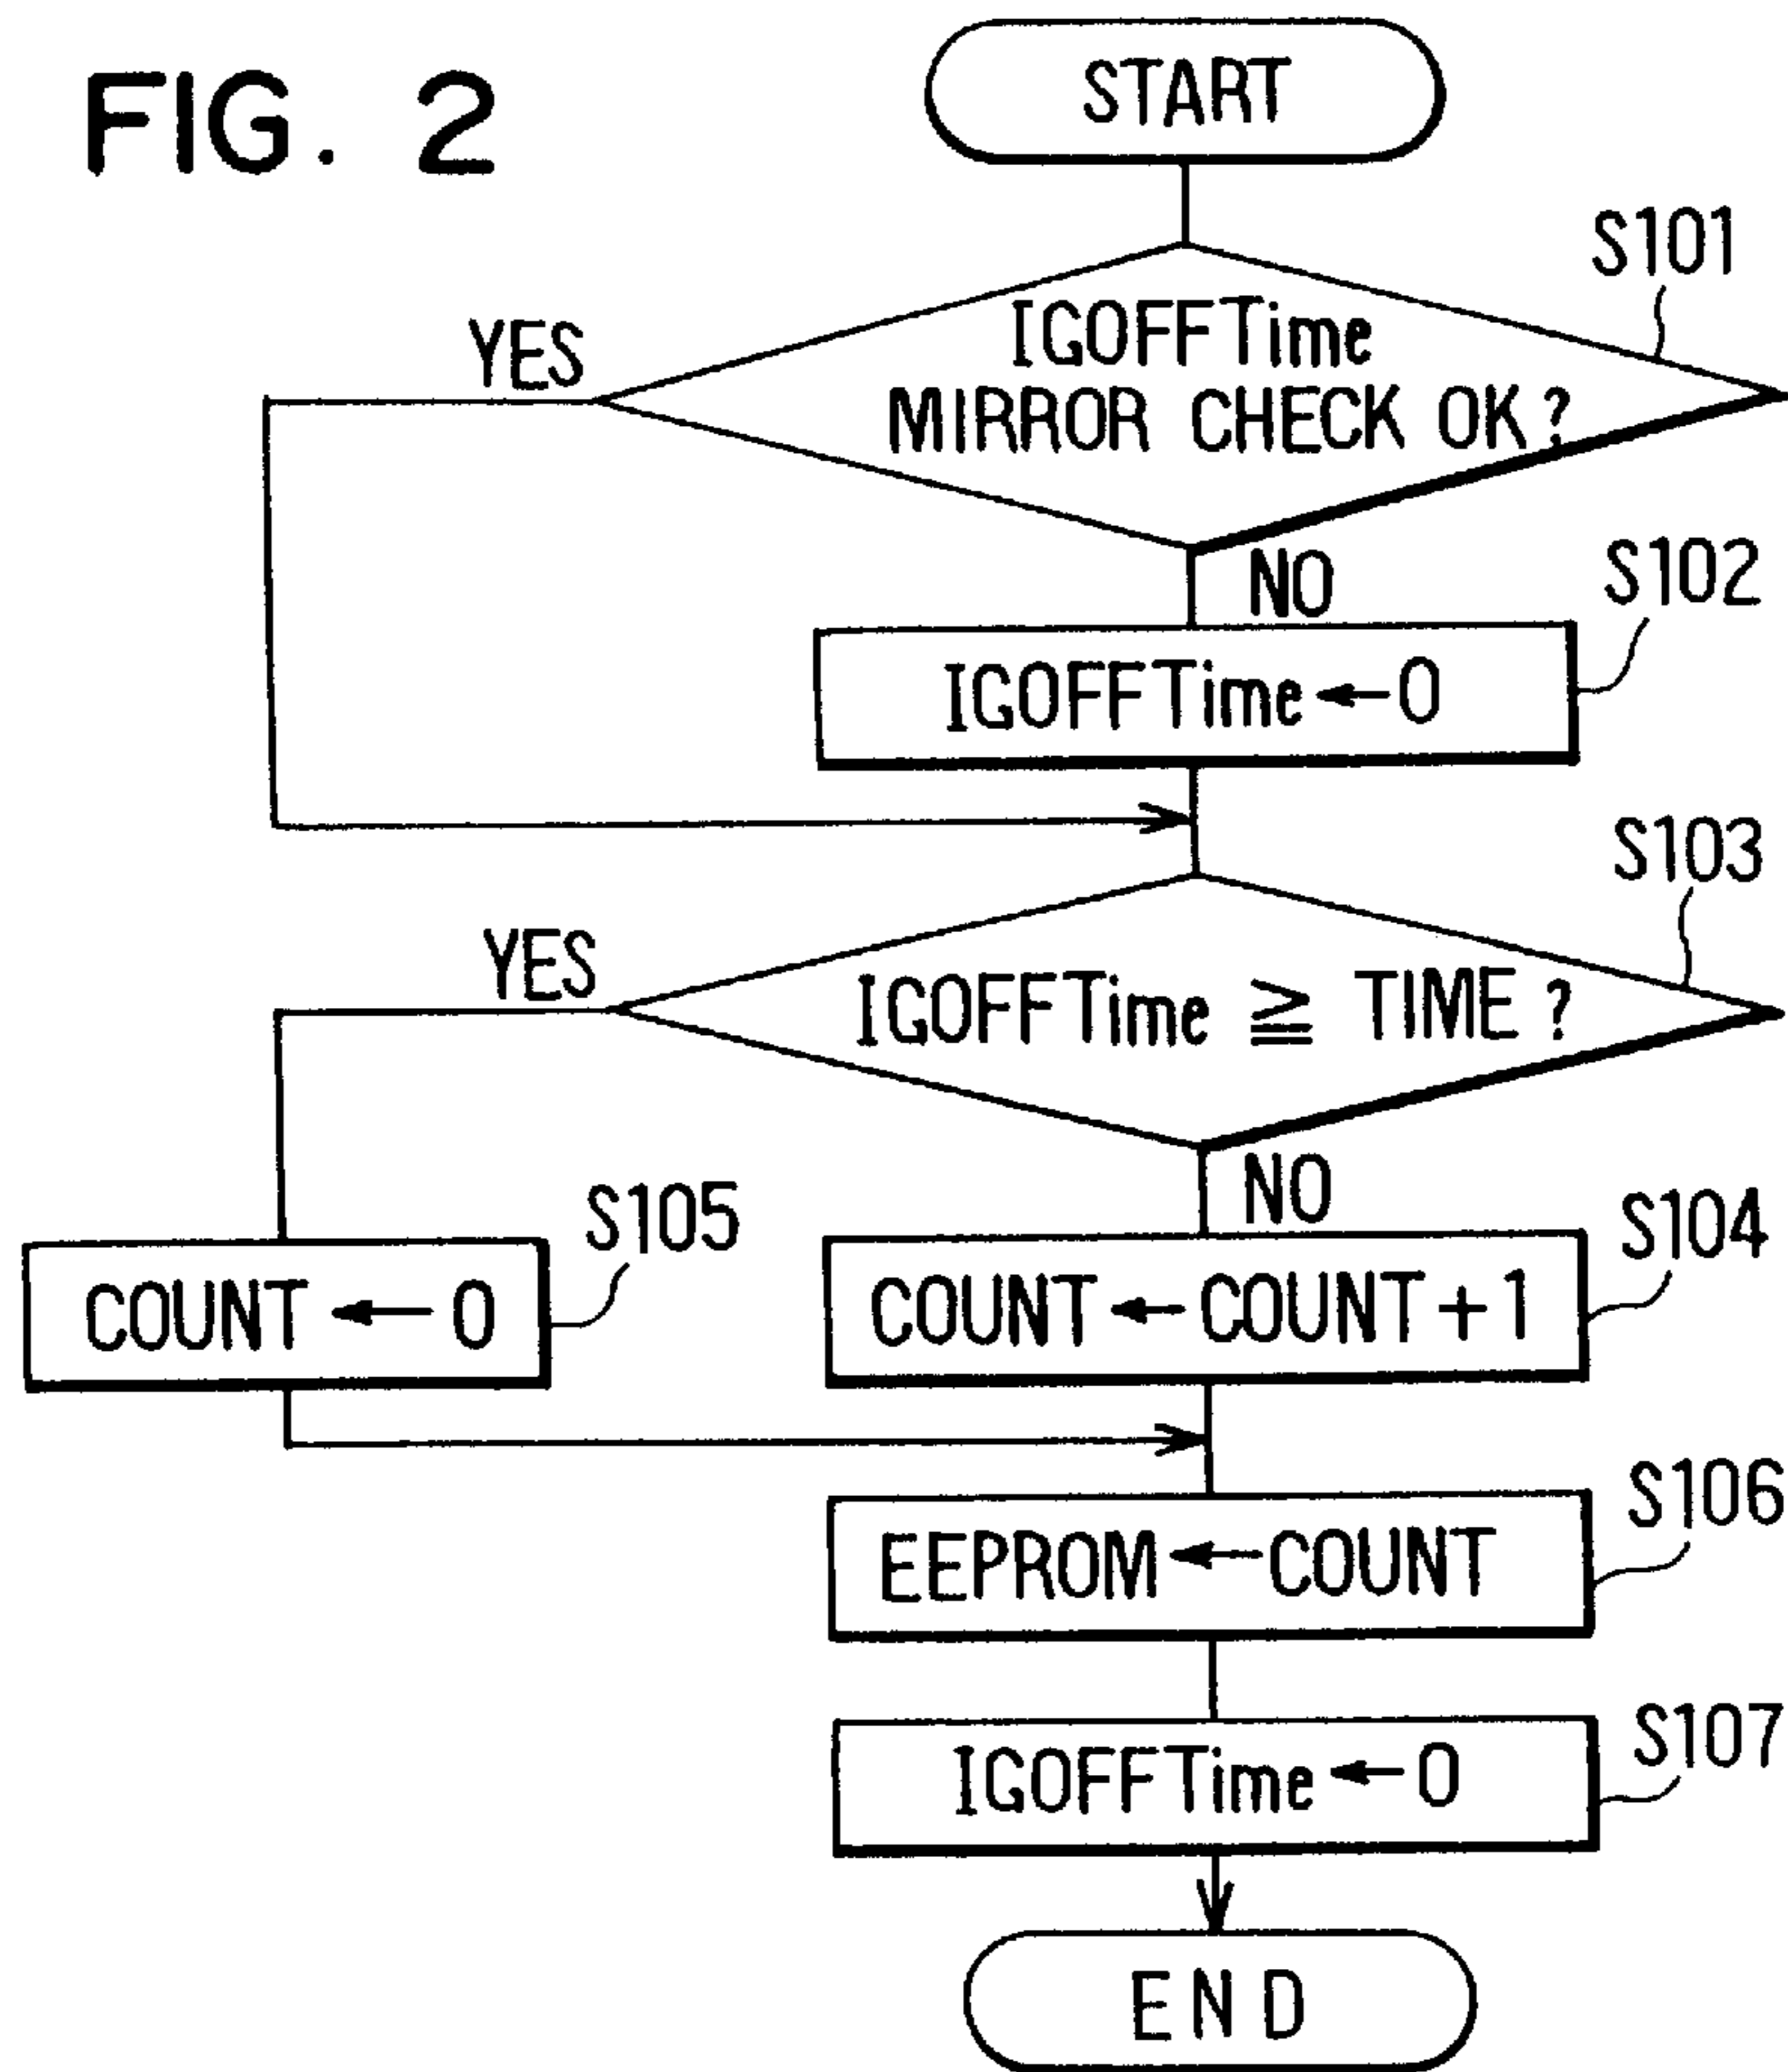 FIG. 2
START
S101
YES
IGOFFTime
MIRROR CHECK OK?
NO
S102
IGOFFTime ← 0
S103
YES
IGOFFTime ≧ TIME?
NO
S105
S104
COUNT ← 0
COUNT ← COUNT + 1
S106
EEPROM ← COUNT
S107
IGOFFTime ← 0
END